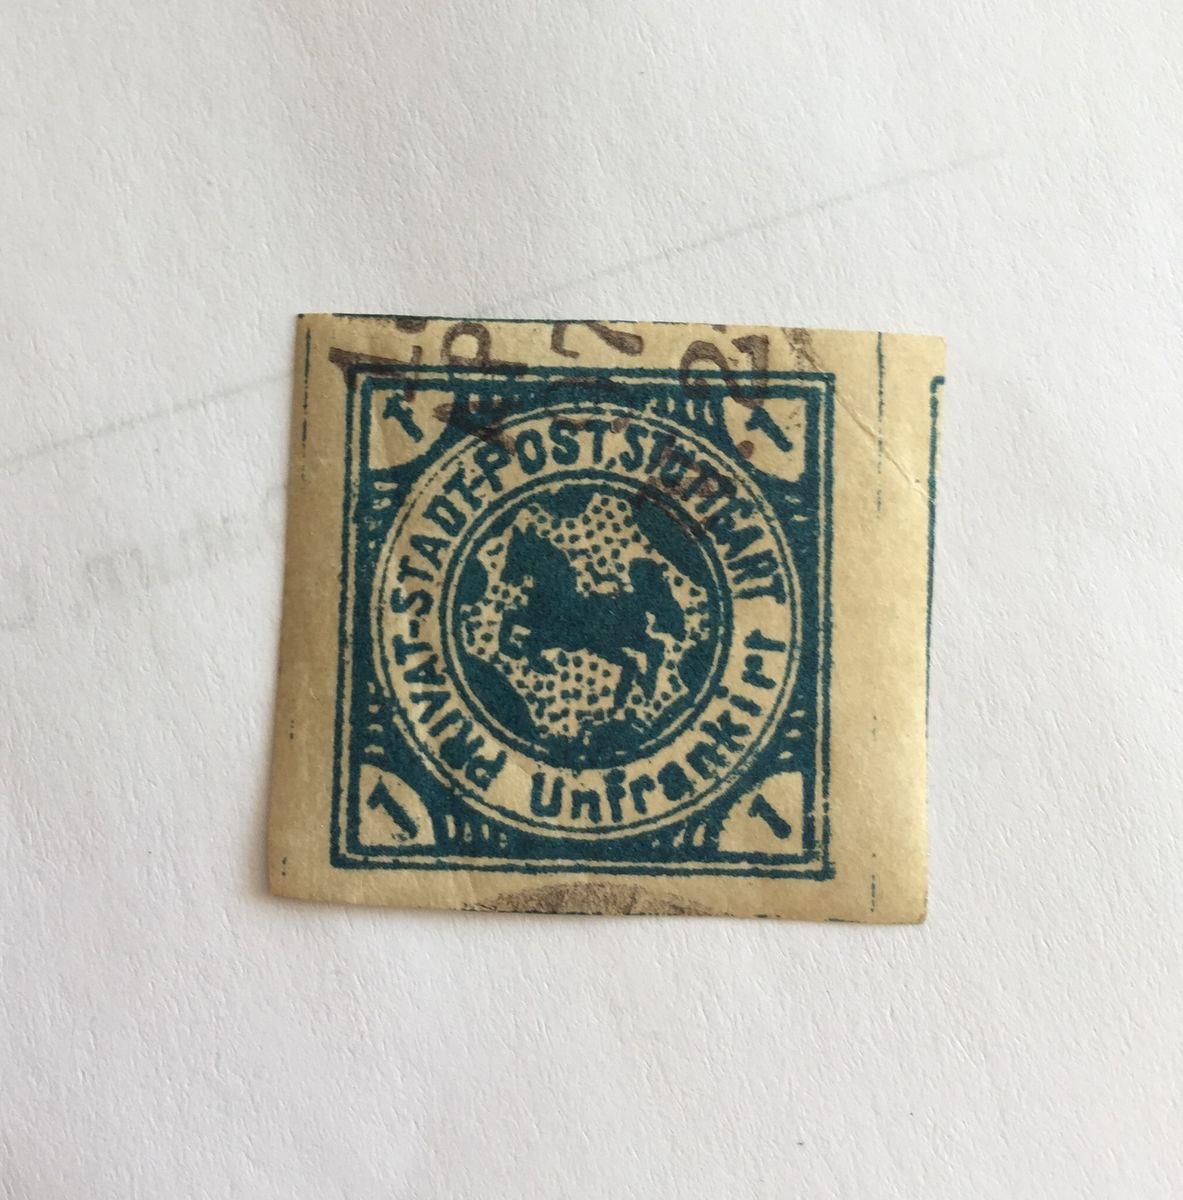 1 1
PRIVAT-STADT-POST, STUTTGART
Unfrankirt
1 1